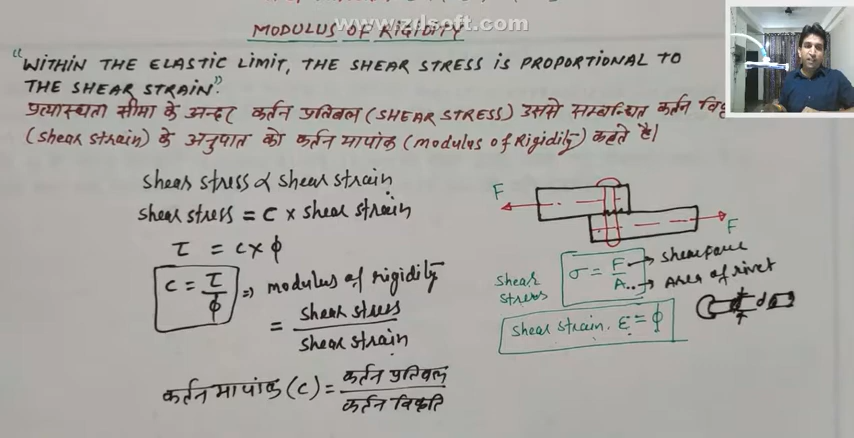 www.zdsoft.com
MODULUS OF RIGIDITY
"WITHIN THE ELASTIC LIMIT, THE SHEAR STRESS IS PROPORTIONAL TO
THE SHEAR STRAIN".
प्रत्यास्थता सीमा के अन्दर कर्तन प्रतिबल (SHEAR STRESS) उससे सम्बन्धित कर्तन
(Shear Strain) के अनुपात को कर्तन मापांक (modulus of Rigidity) कहते है।
Shear stress ∝ shear strain
Shear stress = C × shear strain
τ = C × ϕ
C = τ/ϕ ⇒ modulus of rigidity
= shear stress / shear strain
कर्तन मापांक (C) = कर्तन प्रतिबल / कर्तन विकृति
F
F
shear stress
σ = F/A
→ shear force
→ Area of rivet
d
Shear strain. ε = ϕ